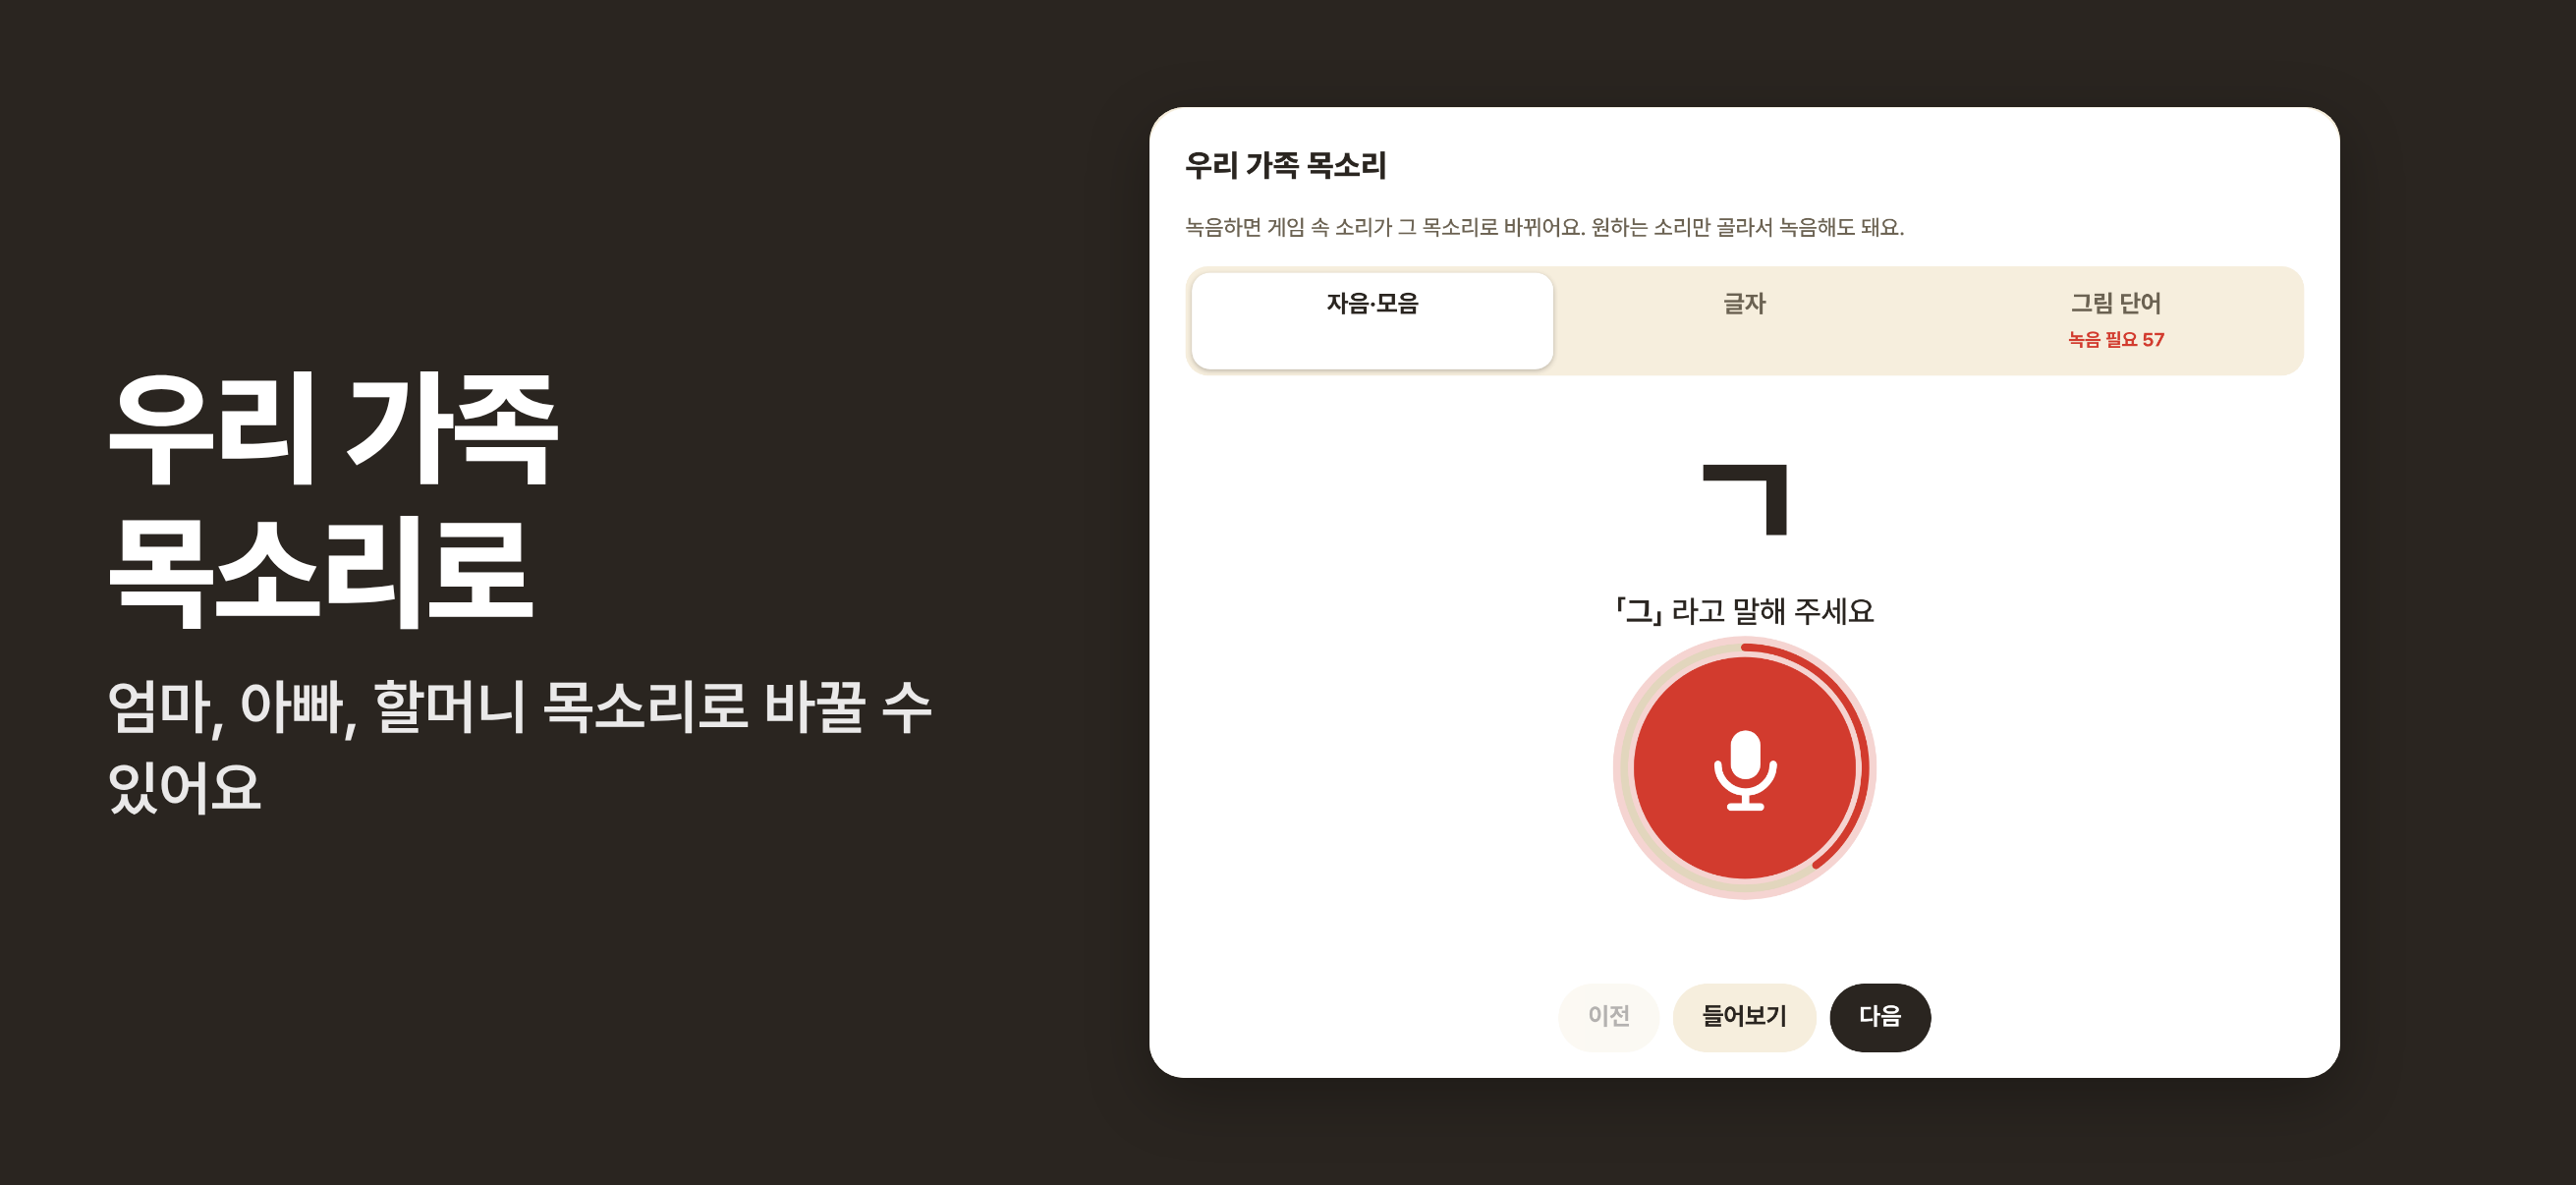 우리 가족
목소리로
엄마, 아빠, 할머니 목소리로 바꿀 수
있어요
우리 가족 목소리
녹음하면 게임 속 소리가 그 목소리로 바뀌어요. 원하는 소리만 골라서 녹음해도 돼요.
자음·모음
글자
그림 단어
녹음 필요 57
ㄱ
「그」 라고 말해 주세요
이전
들어보기
다음